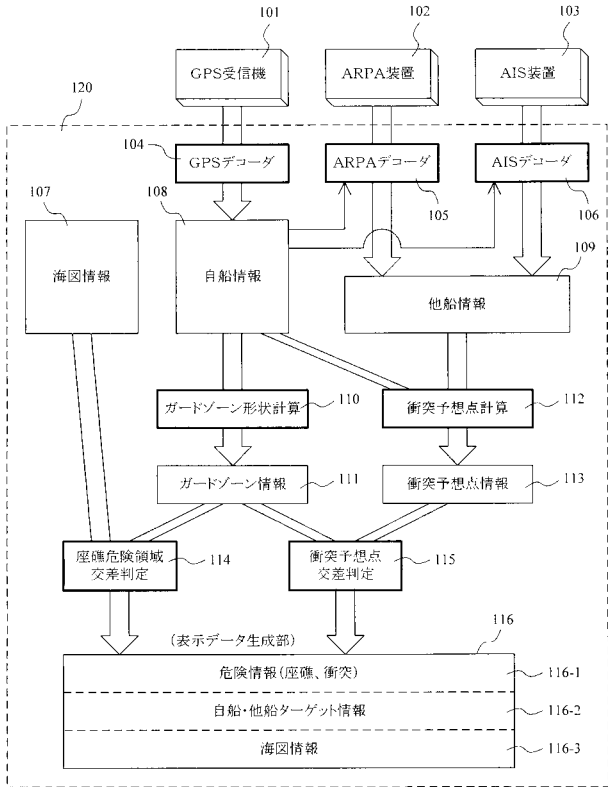 101
102
103
GPS受信機
ARPA装置
AIS装置
120
104
GPSデコーダ
ARPAデコーダ
AISデコーダ
105
106
107
108
109
海図情報
自船情報
他船情報
ガードゾーン形状計算
110
衝突予想点計算
112
ガードゾーン情報
111
衝突予想点情報
113
座礁危険領域
交差判定
114
衝突予想点
交差判定
115
(表示データ生成部)
116
危険情報(座礁、衝突)
116-1
自船・他船ターゲット情報
116-2
海図情報
116-3